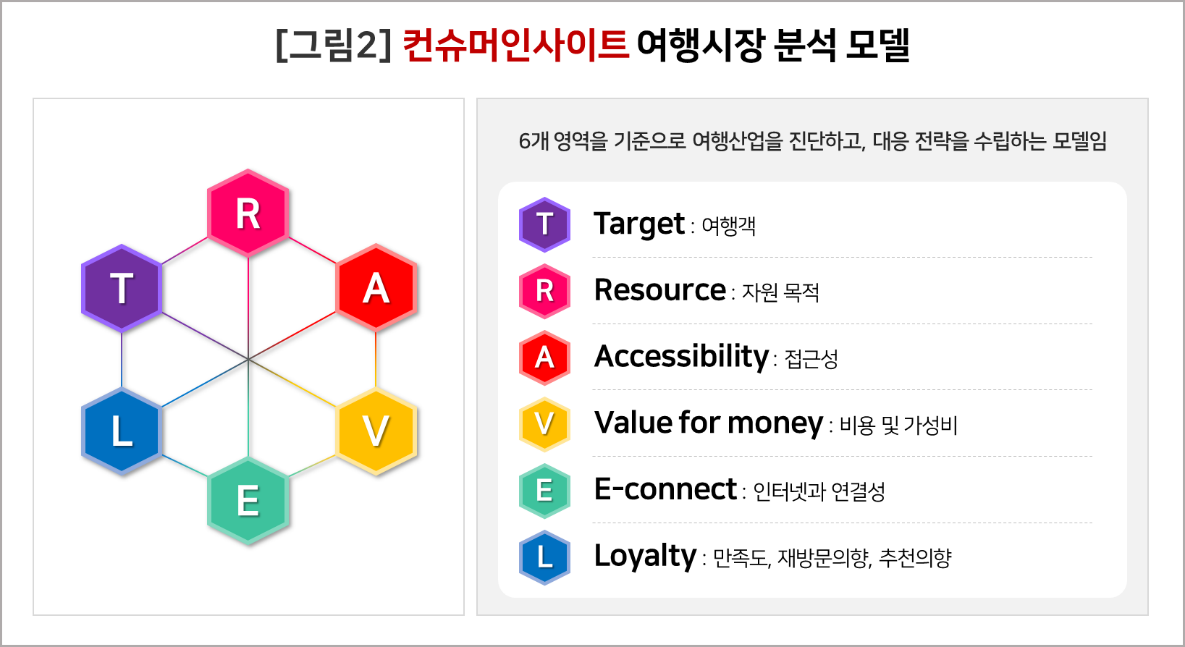 [그림2] 컨슈머인사이트 여행시장 분석 모델
R
T
A
L
V
E
6개 영역을 기준으로 여행산업을 진단하고, 대응 전략을 수립하는 모델임
T Target : 여행객
R Resource : 자원 목적
A Accessibility : 접근성
V Value for money : 비용 및 가성비
E E-connect : 인터넷과 연결성
L Loyalty : 만족도, 재방문의향, 추천의향